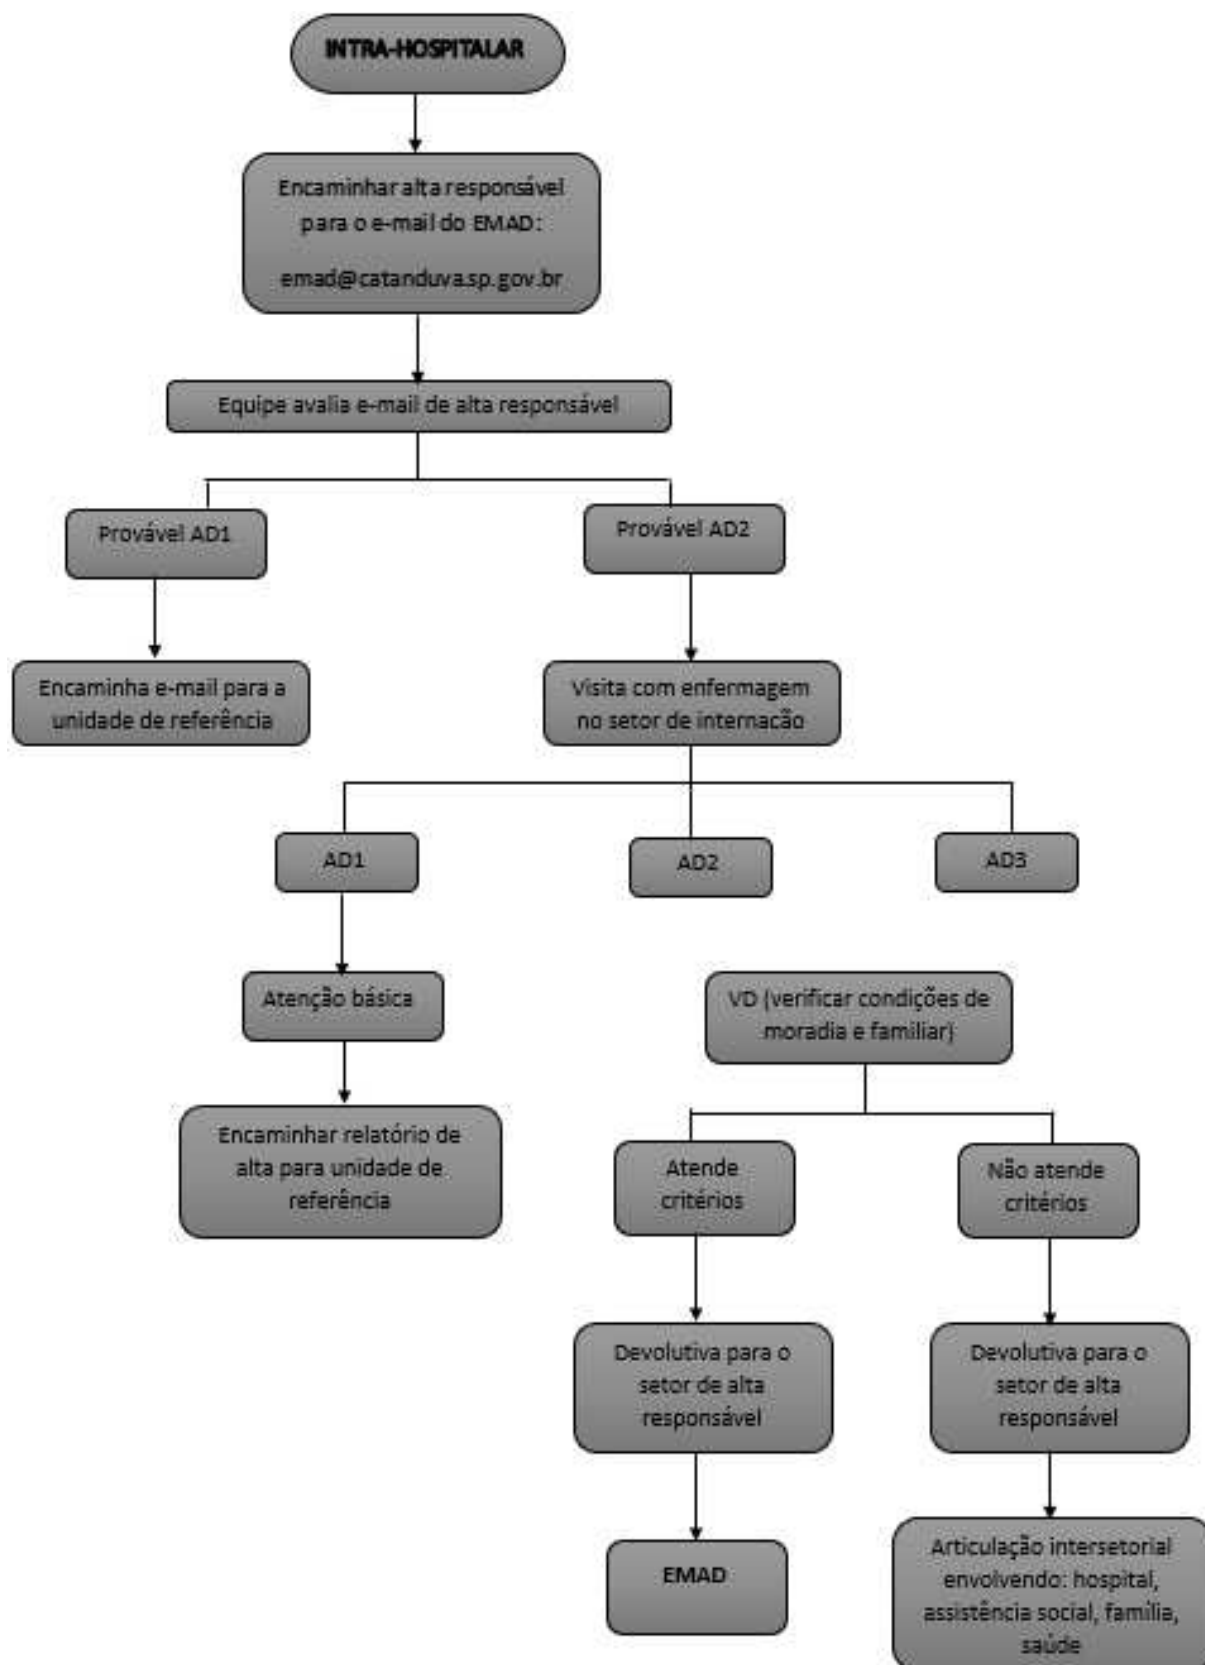 INTRA-HOSPITALAR
Encaminhar alta responsável
para o e-mail do EMAD:
emad@catanduva.sp.gov.br
Equipe avalia e-mail de alta responsável
Provável AD1
Provável AD2
Encaminha e-mail para a
unidade de referência
Visita com enfermagem
no setor de internacão
AD1
AD2
AD3
Atenção básica
VD (verificar condições de
moradia e familiar)
Encaminhar relatório de
alta para unidade de
referência
Atende
critérios
Não atende
critérios
Devolutiva para o
setor de alta
responsável
Devolutiva para o
setor de alta
responsável
EMAD
Articulação intersetorial
envolvendo: hospital,
assistência social, família,
saúde